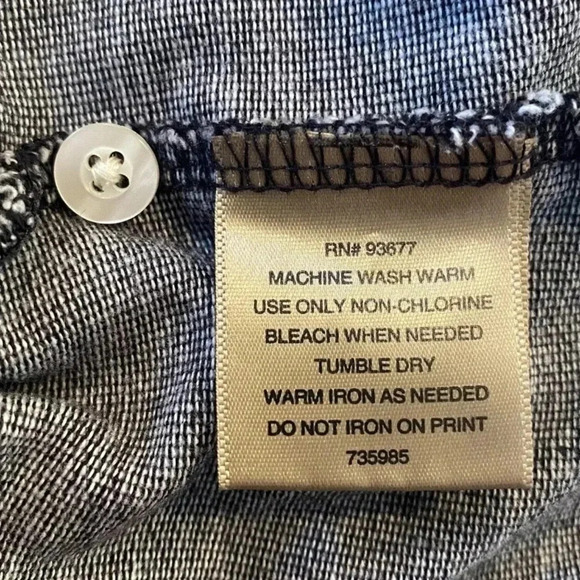 RN# 93677
MACHINE WASH WARM
USE ONLY NON-CHLORINE
BLEACH WHEN NEEDED
TUMBLE DRY
WARM IRON AS NEEDED
DO NOT IRON ON PRINT
735985